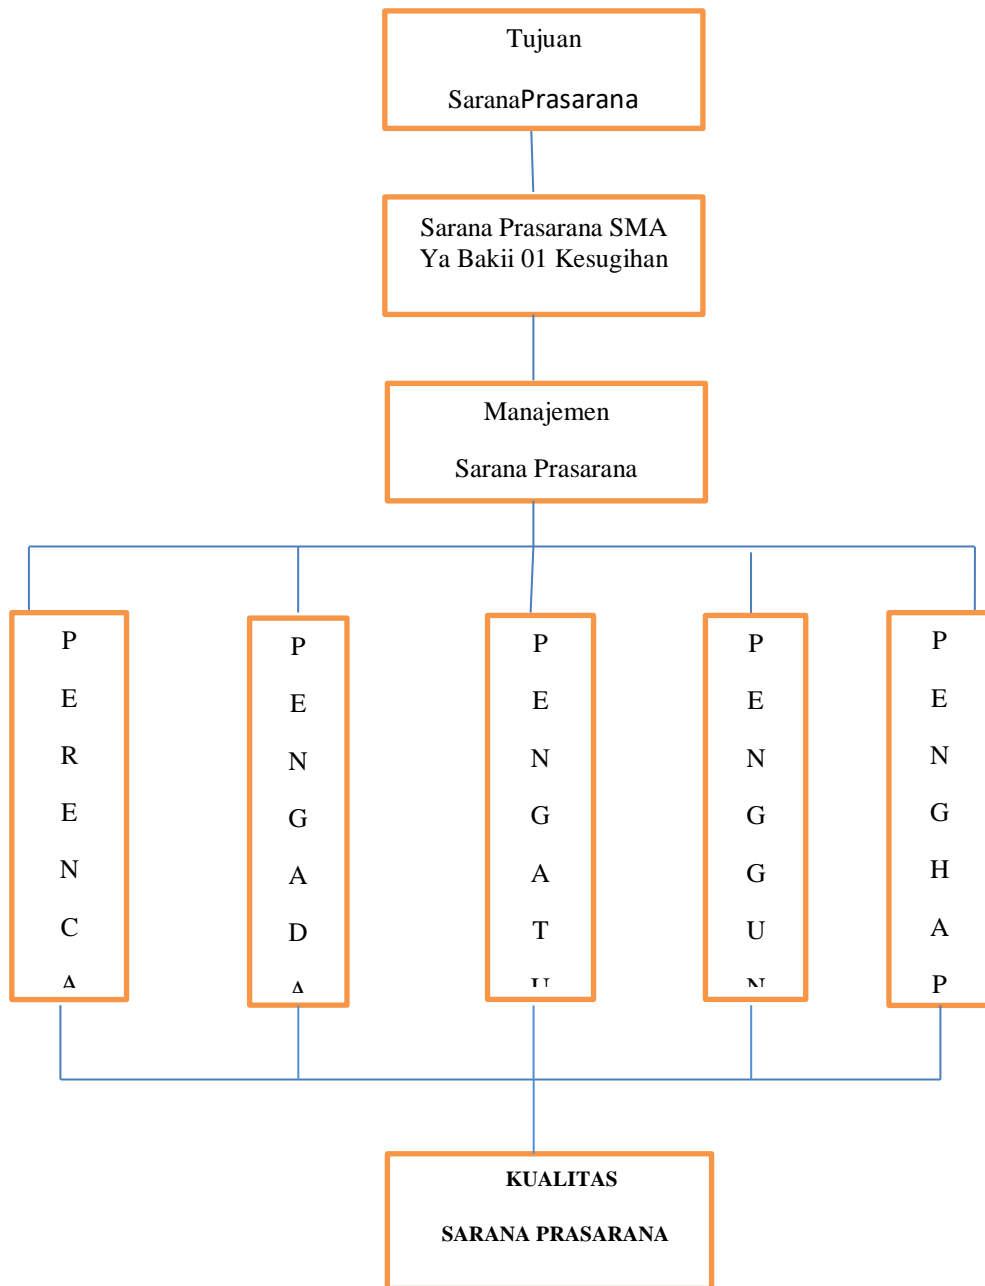 Tujuan
SaranaPrasarana
Sarana Prasarana SMA
Ya Bakii 01 Kesugihan
Manajemen
Sarana Prasarana
P
E
R
E
N
C
A
P
E
N
G
A
D
A
P
E
N
G
A
T
U
P
E
N
G
G
U
N
P
E
N
G
H
A
P
KUALITAS
SARANA PRASARANA